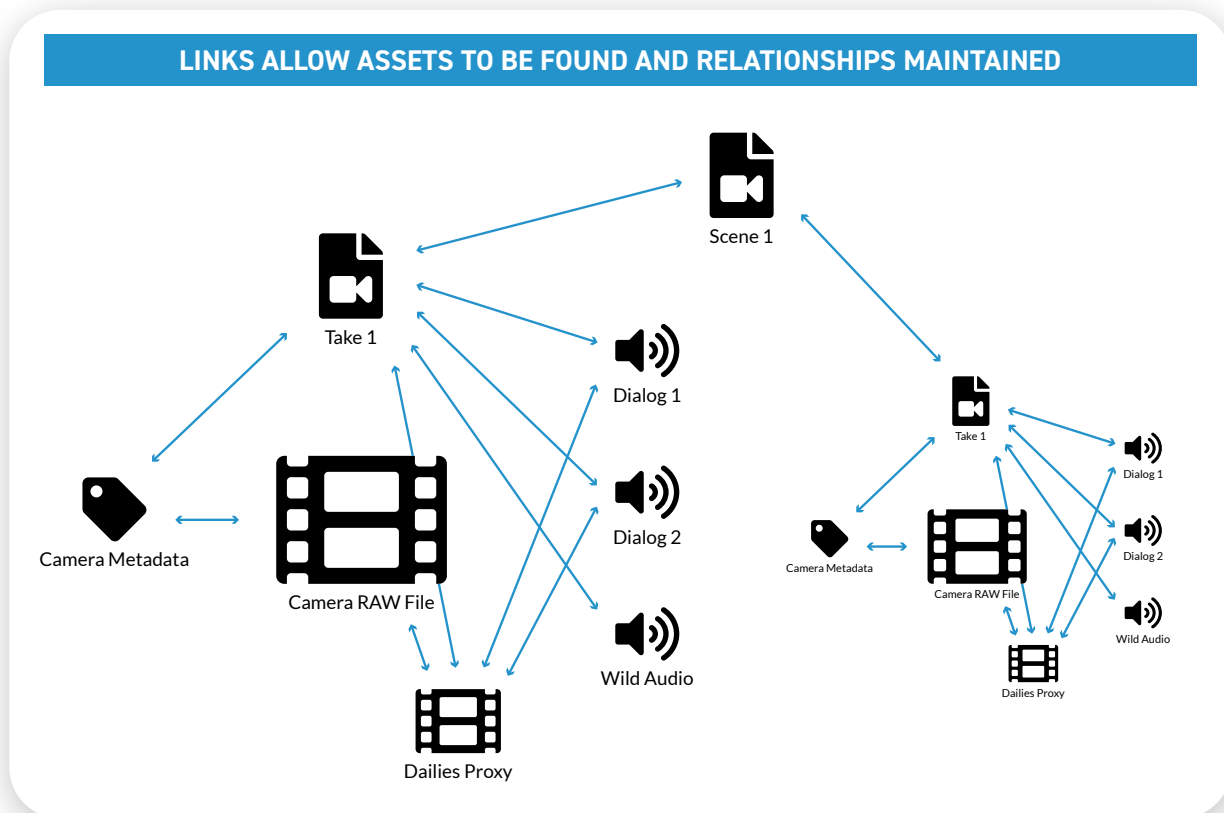 LINKS ALLOW ASSETS TO BE FOUND AND RELATIONSHIPS MAINTAINED
Scene 1
Take 1
Dialog 1
Dialog 2
Camera Metadata
Camera RAW File
Wild Audio
Dailies Proxy
Take 1
Dialog 1
Dialog 2
Camera Metadata
Camera RAW File
Wild Audio
Dailies Proxy